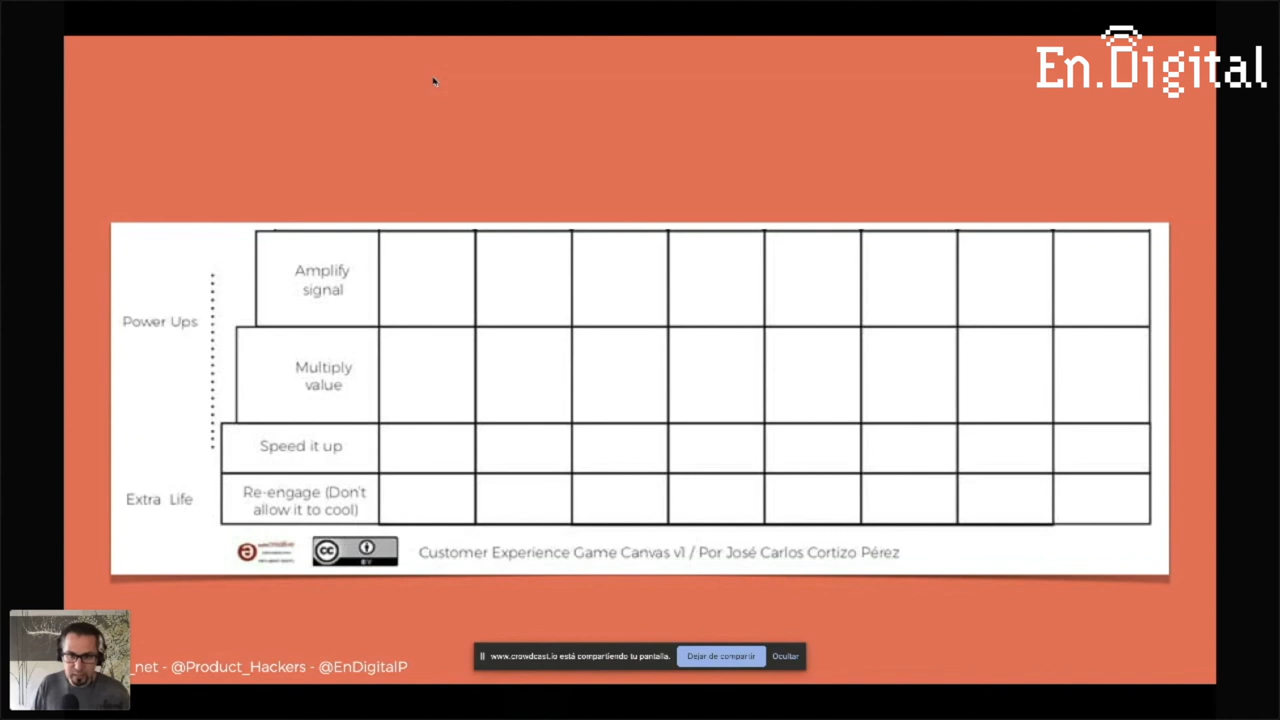 En.Digital
Amplify
signal
Power Ups
Multiply
value
Speed it up
Extra Life
Re-engage (Don't
allow it to cool)
CC
BY
Customer Experience Game Canvas v1 / Por José Carlos Cortizo Pérez
www.crowdcast.io está compartiendo tu pantalla.
Dejar de compartir
Ocultar
_net - @Product_Hackers - @EnDigitalP